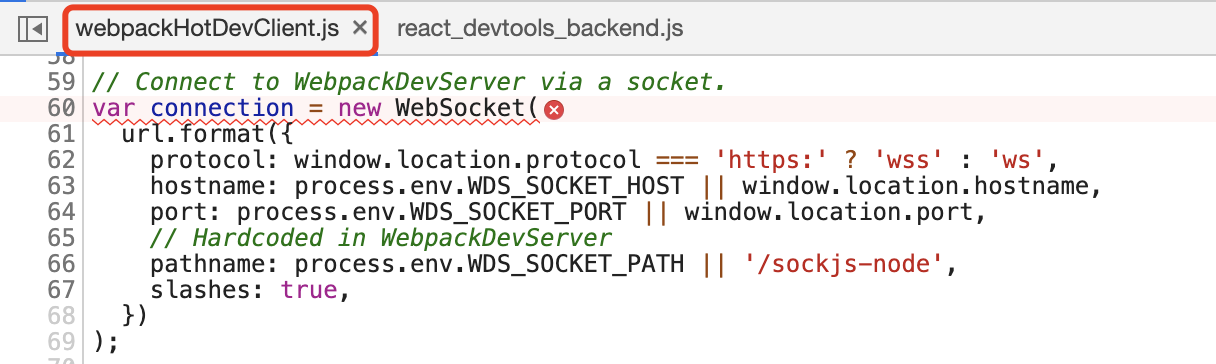 webpackHotDevClient.js × react_devtools_backend.js
58
59 // Connect to WebpackDevServer via a socket.
60 var connection = new WebSocket(
61   url.format({
62     protocol: window.location.protocol === 'https:' ? 'wss' : 'ws',
63     hostname: process.env.WDS_SOCKET_HOST || window.location.hostname,
64     port: process.env.WDS_SOCKET_PORT || window.location.port,
65     // Hardcoded in WebpackDevServer
66     pathname: process.env.WDS_SOCKET_PATH || '/sockjs-node',
67     slashes: true,
68   })
69 );
70